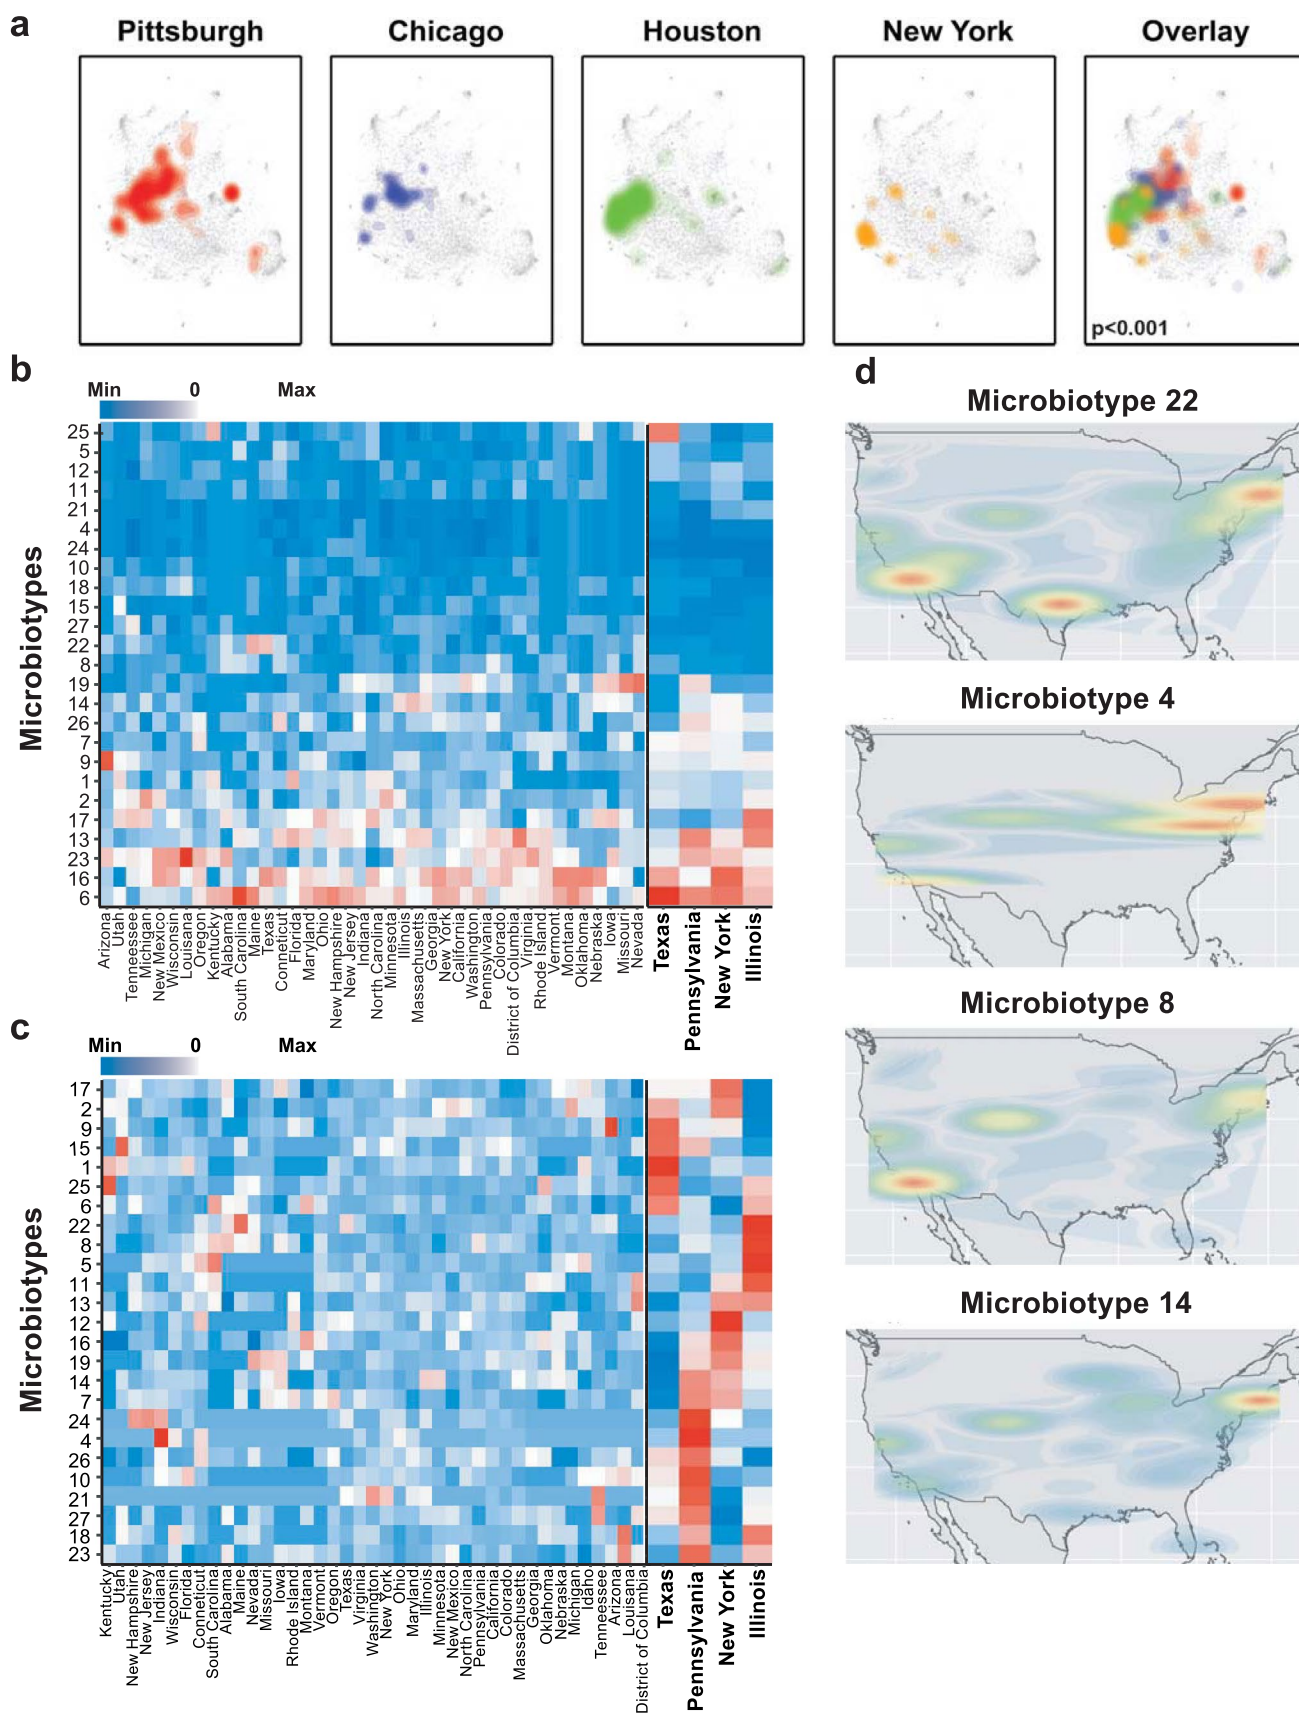 a
Pittsburgh
Chicago
Houston
New York
Overlay
p<0.001
b
Min
0
Max
Microbiotypes
25
5
12
11
21
4
24
10
18
15
27
22
8
19
14
26
7
9
1
2
17
13
23
16
6
Arizona
Utah
Tenneesee
Michigan
New Mexico
Wisconsin
Louisiana
Oregon
Kentucky
Alabama
South Carolina
Maine
Texas
Connecticut
Florida
Maryland
Ohio
New Hampshire
New Jersey
Indiana
North Carolina
Minnesota
Illinois
Massachusetts
Georgia
New York
California
Washington
Pennsylvania
Colorado
District of Columbia
Virginia
Rhode Island
Vermont
Montana
Oklahoma
Nebraska
Iowa
Missouri
Nevada
Texas
Pennsylvania
New York
Illinois
c
Min
0
Max
Microbiotypes
17
2
9
15
1
25
6
22
8
5
11
13
12
16
19
14
7
24
4
26
10
21
27
18
23
Kentucky
Utah
New Hampshire
New Jersey
Indiana
Wisconsin
Florida
Conneticut
South Carolina
Alabama
Maine
Nevada
Missouri
Iowa
Rhode Island
Montana
Vermont
Oregon
Texas
Virginia
Washington
New York
Ohio
Maryland
Illinois
Minnesota
New Mexico
North Carolina
Pennsylvania
California
Colorado
Massachusetts
Georgia
Oklahoma
Nebraska
Michigan
Idaho
Tenneesee
Arizona
Louisiana
District of Columbia
Texas
Pennsylvania
New York
Illinois
d
Microbiotype 22
Microbiotype 4
Microbiotype 8
Microbiotype 14